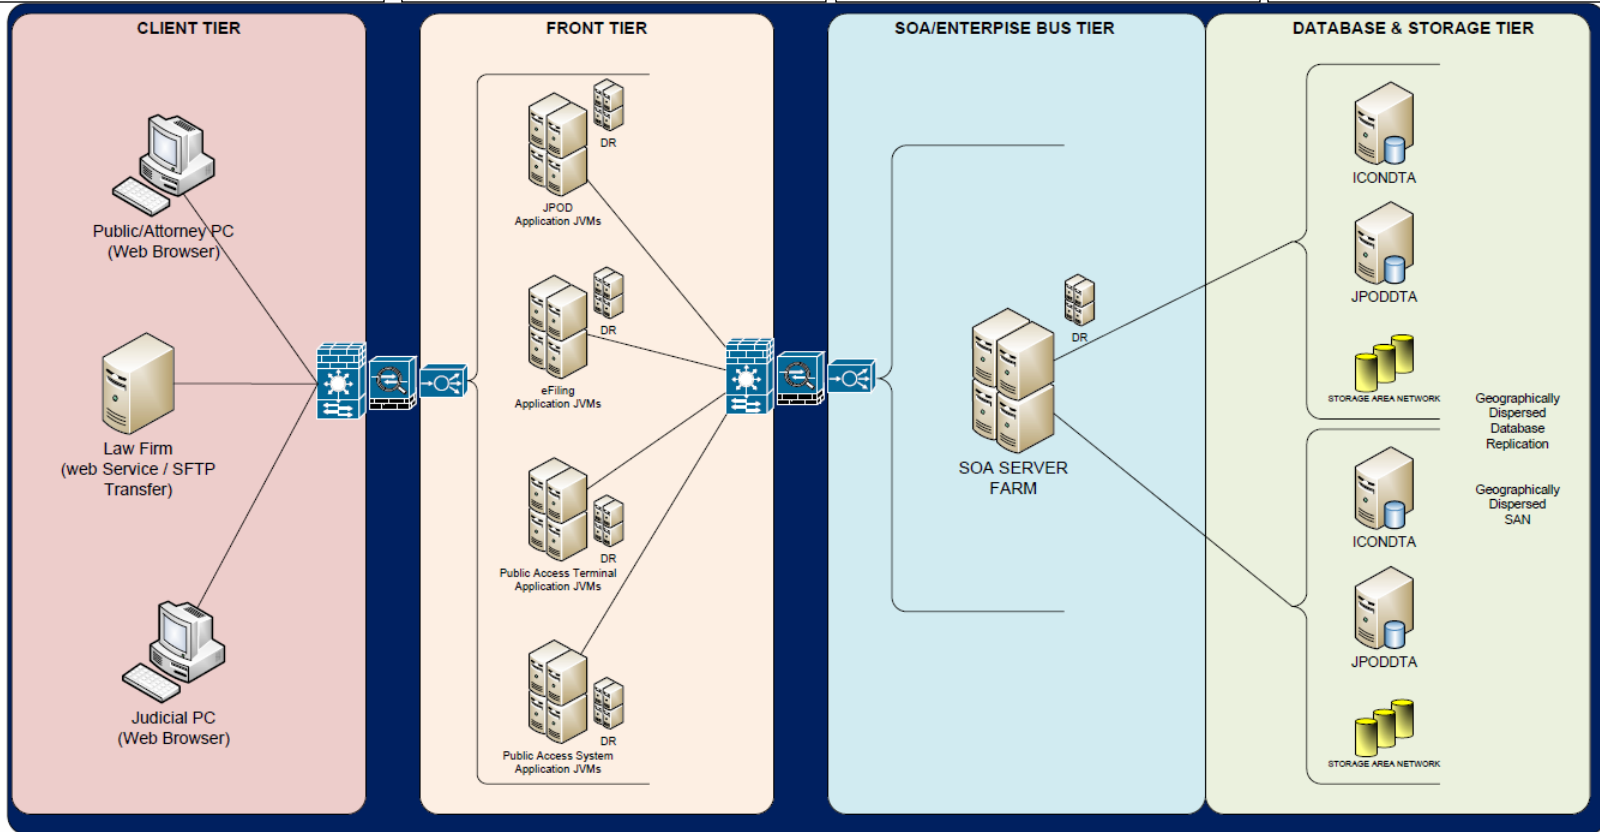 CLIENT TIER
Public/Attorney PC
(Web Browser)
Law Firm
(web Service / SFTP
Transfer)
Judicial PC
(Web Browser)
FRONT TIER
DR
JPOD
Application JVMs
DR
eFiling
Application JVMs
DR
Public Access Terminal
Application JVMs
DR
Public Access System
Application JVMs
SOA/ENTERPISE BUS TIER
DR
SOA SERVER
FARM
DATABASE & STORAGE TIER
ICONDTA
JPODDTA
STORAGE AREA NETWORK
Geographically
Dispersed
Database
Replication
Geographically
Dispersed
SAN
ICONDTA
JPODDTA
STORAGE AREA NETWORK